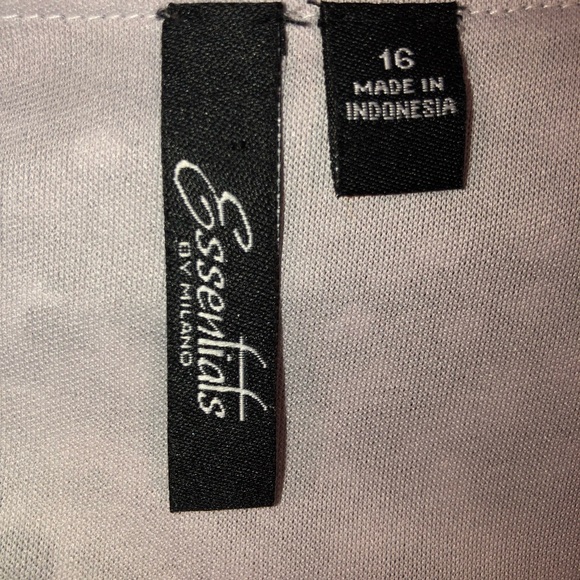 Essentials
BY MILANO
16
MADE IN
INDONESIA